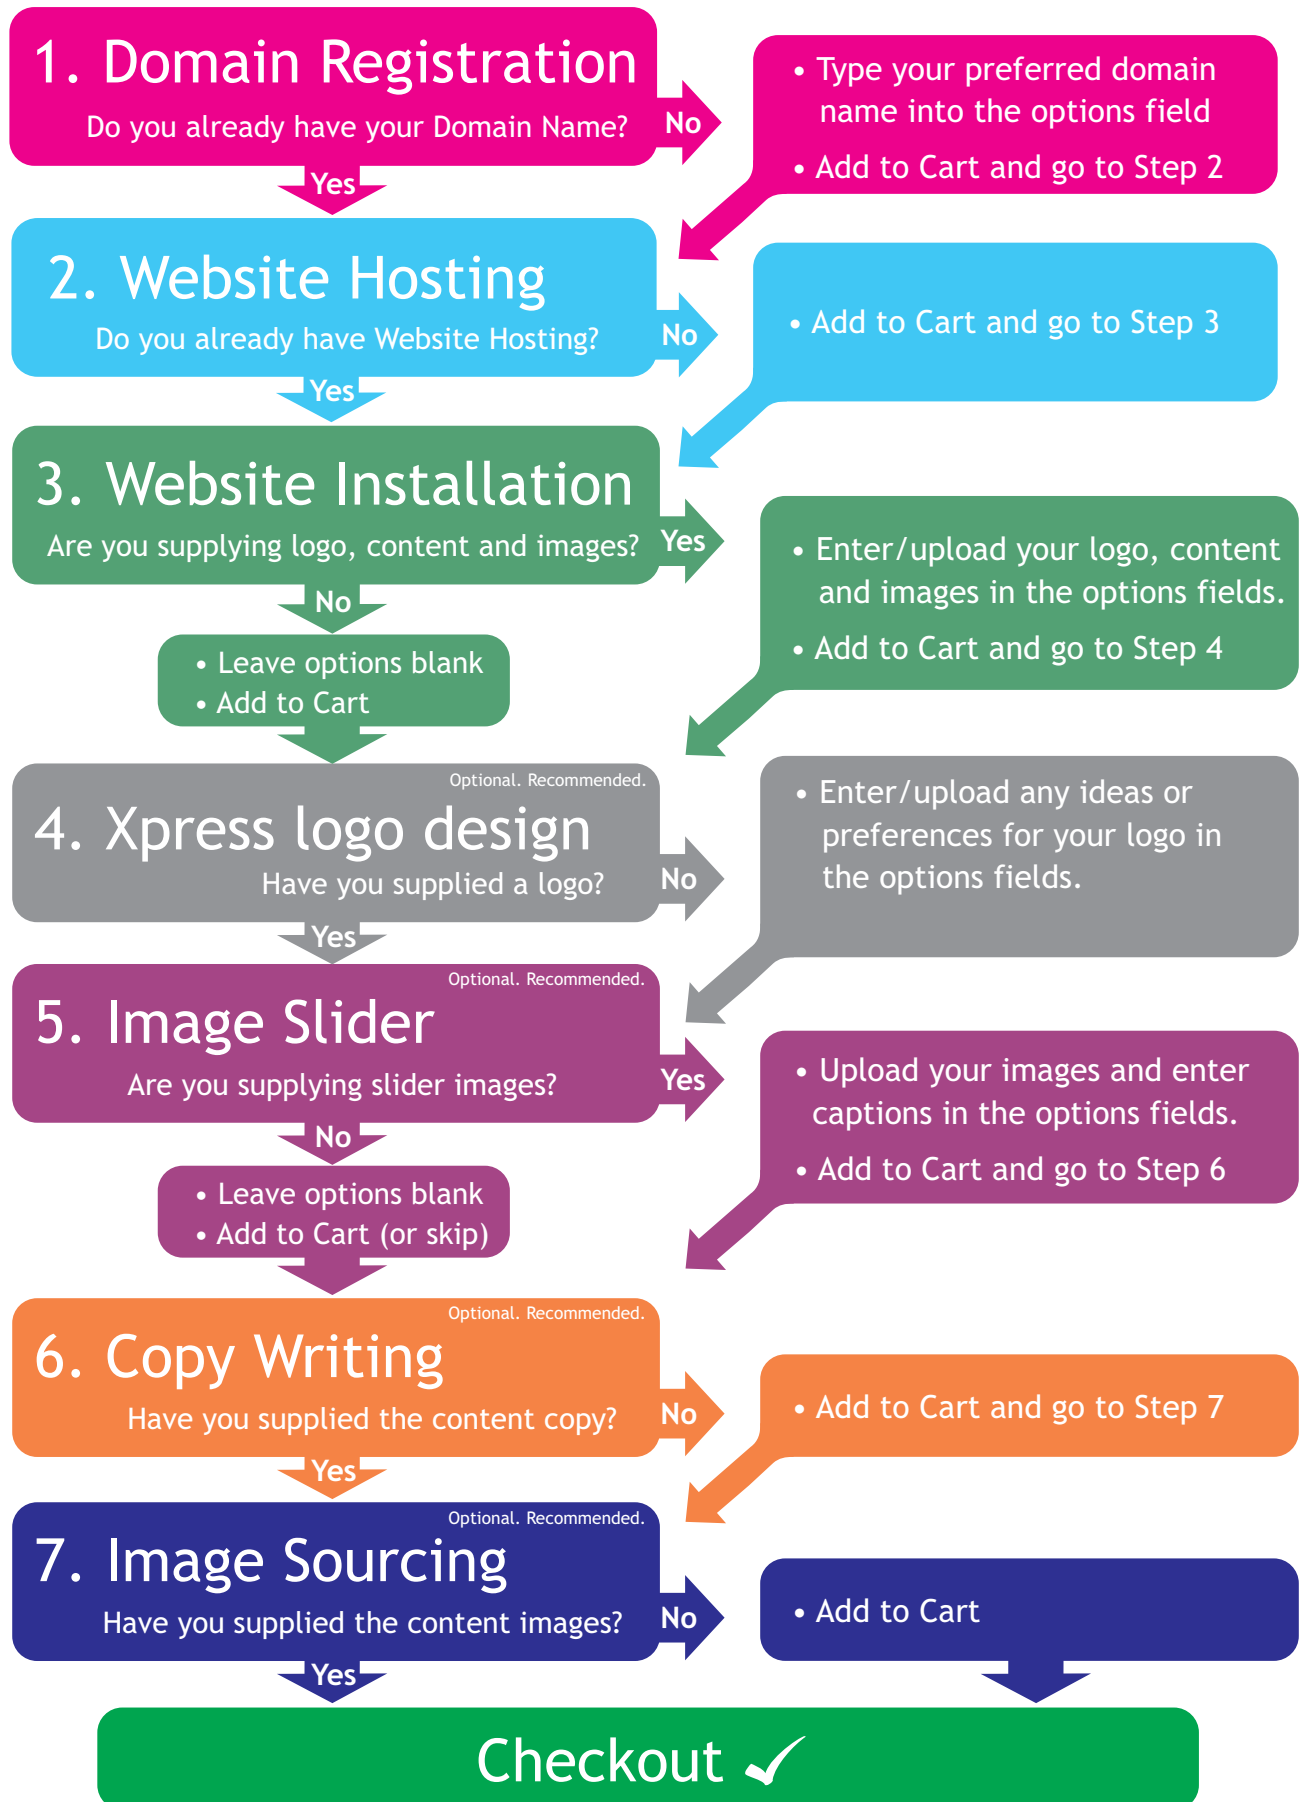 1. Domain Registration
Do you already have your Domain Name?
No
• Type your preferred domain
name into the options field
• Add to Cart and go to Step 2
Yes
2. Website Hosting
Do you already have Website Hosting?
No
• Add to Cart and go to Step 3
Yes
3. Website Installation
Are you supplying logo, content and images?
Yes
• Enter/upload your logo, content
and images in the options fields.
• Add to Cart and go to Step 4
No
• Leave options blank
• Add to Cart
Optional. Recommended.
4. Xpress logo design
Have you supplied a logo?
No
• Enter/upload any ideas or
preferences for your logo in
the options fields.
Yes
Optional. Recommended.
5. Image Slider
Are you supplying slider images?
Yes
• Upload your images and enter
captions in the options fields.
• Add to Cart and go to Step 6
No
• Leave options blank
• Add to Cart (or skip)
Optional. Recommended.
6. Copy Writing
Have you supplied the content copy?
No
• Add to Cart and go to Step 7
Yes
Optional. Recommended.
7. Image Sourcing
Have you supplied the content images?
No
• Add to Cart
Yes
Checkout